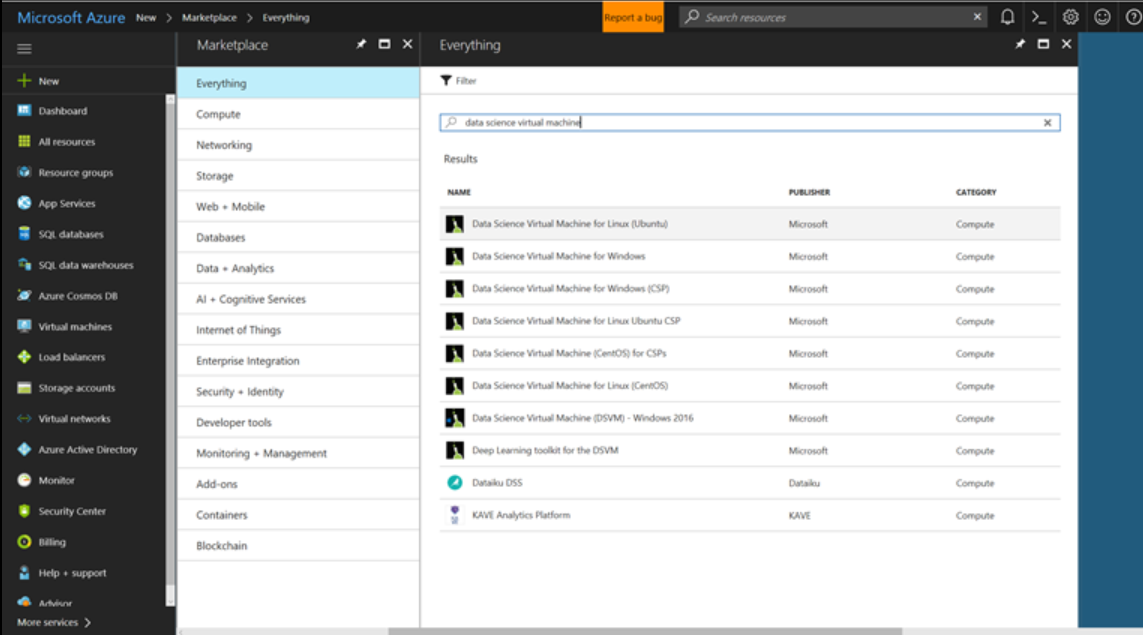 Microsoft Azure New > Marketplace > Everything
Report a bug
Search resources
New
Dashboard
All resources
Resource groups
App Services
SQL databases
SQL data warehouses
Azure Cosmos DB
Virtual machines
Load balancers
Storage accounts
Virtual networks
Azure Active Directory
Monitor
Security Center
Billing
Help + support
Advisor
More services >
Marketplace
Everything
Compute
Networking
Storage
Web + Mobile
Databases
Data + Analytics
AI + Cognitive Services
Internet of Things
Enterprise Integration
Security + Identity
Developer tools
Monitoring + Management
Add-ons
Containers
Blockchain
Everything
Filter
data science virtual machine
Results
NAME PUBLISHER CATEGORY
Data Science Virtual Machine for Linux (Ubuntu) Microsoft Compute
Data Science Virtual Machine for Windows Microsoft Compute
Data Science Virtual Machine for Windows (CSP) Microsoft Compute
Data Science Virtual Machine for Linux Ubuntu CSP Microsoft Compute
Data Science Virtual Machine (CentOS) for CSPs Microsoft Compute
Data Science Virtual Machine for Linux (CentOS) Microsoft Compute
Data Science Virtual Machine (DSVM) - Windows 2016 Microsoft Compute
Deep Learning toolkit for the DSVM Microsoft Compute
Dataiku DSS Dataiku Compute
KAVE Analytics Platform KAVE Compute